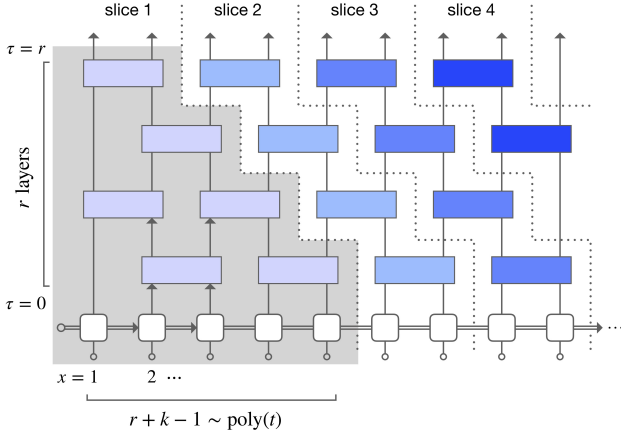 slice 1 slice 2 slice 3 slice 4
τ = r
r layers
τ = 0
...
x = 1 2 ...
r + k − 1 ∼ poly(t)